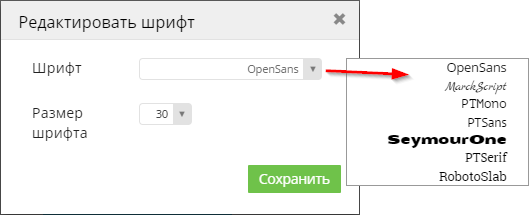 Редактировать шрифт
Шрифт
OpenSans
Размер
шрифта
30
Сохранить
OpenSans
MarckScript
PTMono
PTSans
SeymourOne
PTSerif
RobotoSlab